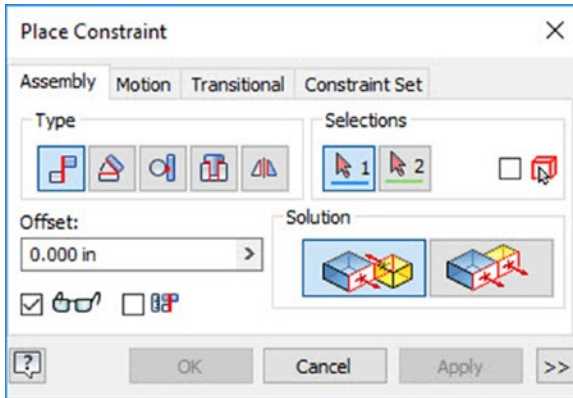 Place Constraint
Assembly Motion Transitional Constraint Set
Type Selections
1 2
Offset: Solution
0.000 in >
? OK Cancel Apply >>